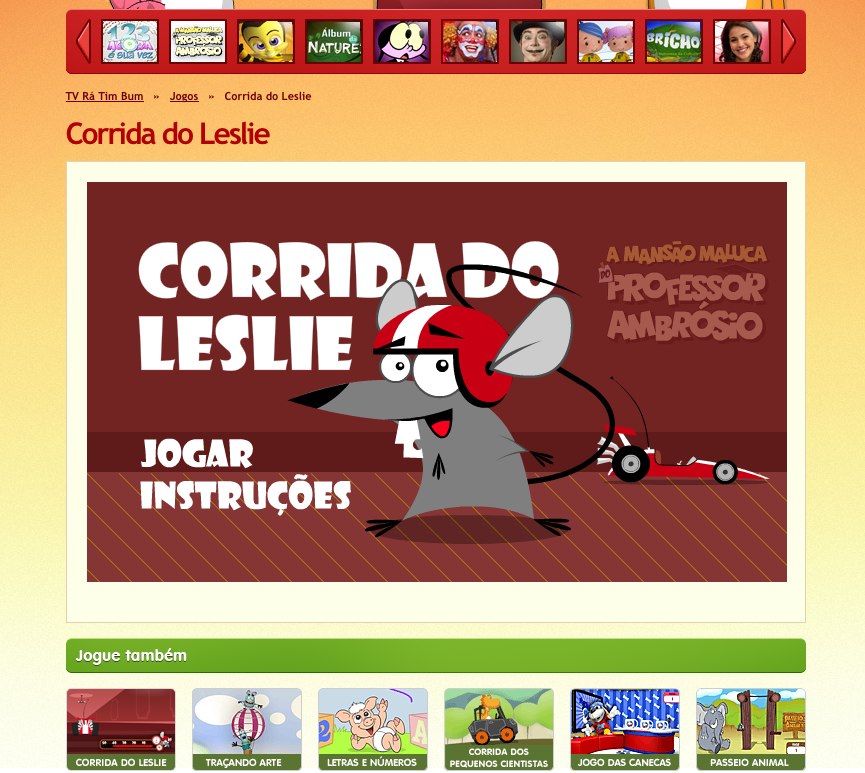 123
AGORA
é sua vez
A MANSÃO MALUCA
DO
PROFESSOR
AMBRÓSIO
Álbum
da
NATUREZA
BRICHOS
TV Rá Tim Bum » Jogos » Corrida do Leslie
Corrida do Leslie
CORRIDA DO
LESLIE
A MANSÃO MALUCA
DO
PROFESSOR
AMBRÓSIO
JOGAR
INSTRUÇÕES
Jogue também
CORRIDA DO LESLIE
TRAÇANDO ARTE
LETRAS E NÚMEROS
CORRIDA DOS
PEQUENOS CIENTISTAS
JOGO DAS CANECAS
PASSEIO ANIMAL